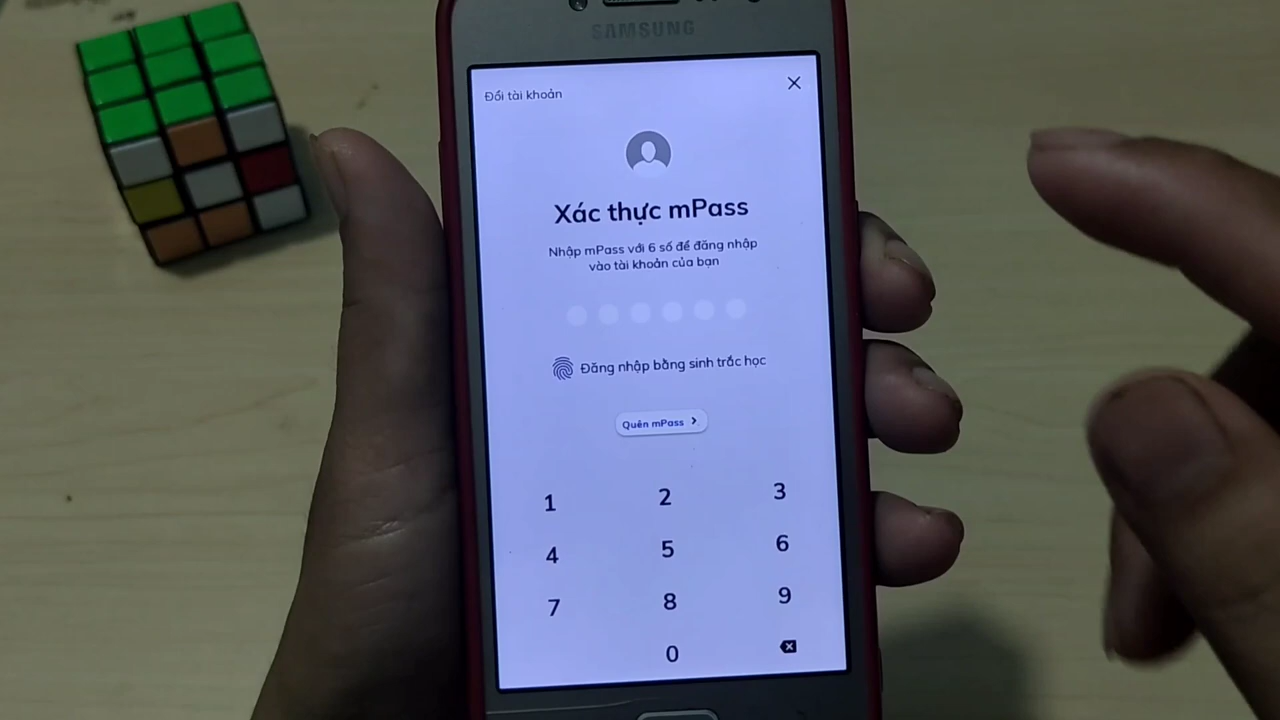 SAMSUNG
Đổi tài khoản
Xác thực mPass
Nhập mPass với 6 số để đăng nhập
vào tài khoản của bạn
Đăng nhập bằng sinh trắc học
Quên mPass
1 2 3
4 5 6
7 8 9
0